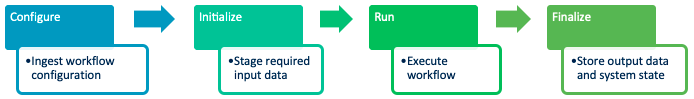 Configure
•Ingest workflow
configuration
Initialize
•Stage required
input data
Run
•Execute
workflow
Finalize
•Store output data
and system state